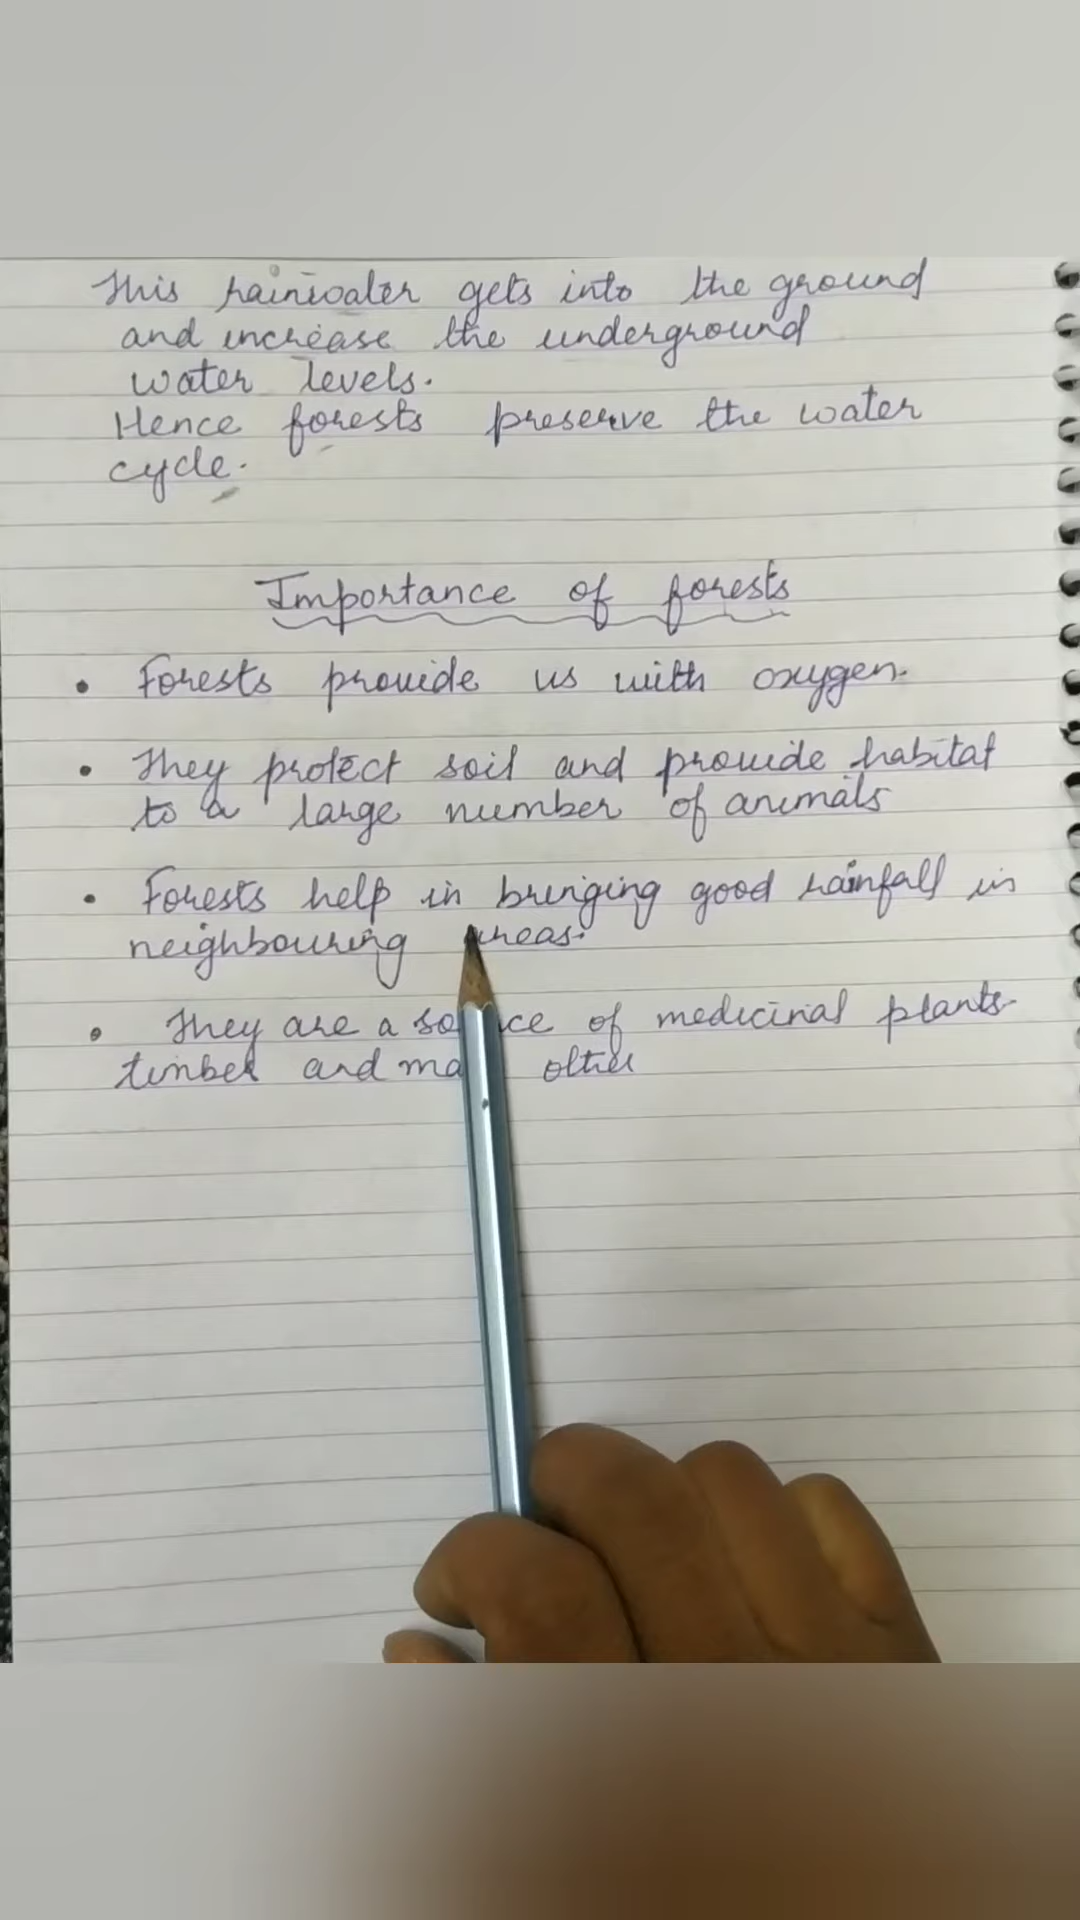 This rainwater gets into the ground
and increase the underground
water levels.
Hence forests preserve the water
cycle.
Importance of forests
• Forests provide us with oxygen.
• They protect soil and provide habitat
to a large number of animals
• Forests help in bringing good rainfall in
neighbouring areas.
• They are a of medicinal plants
timber and other